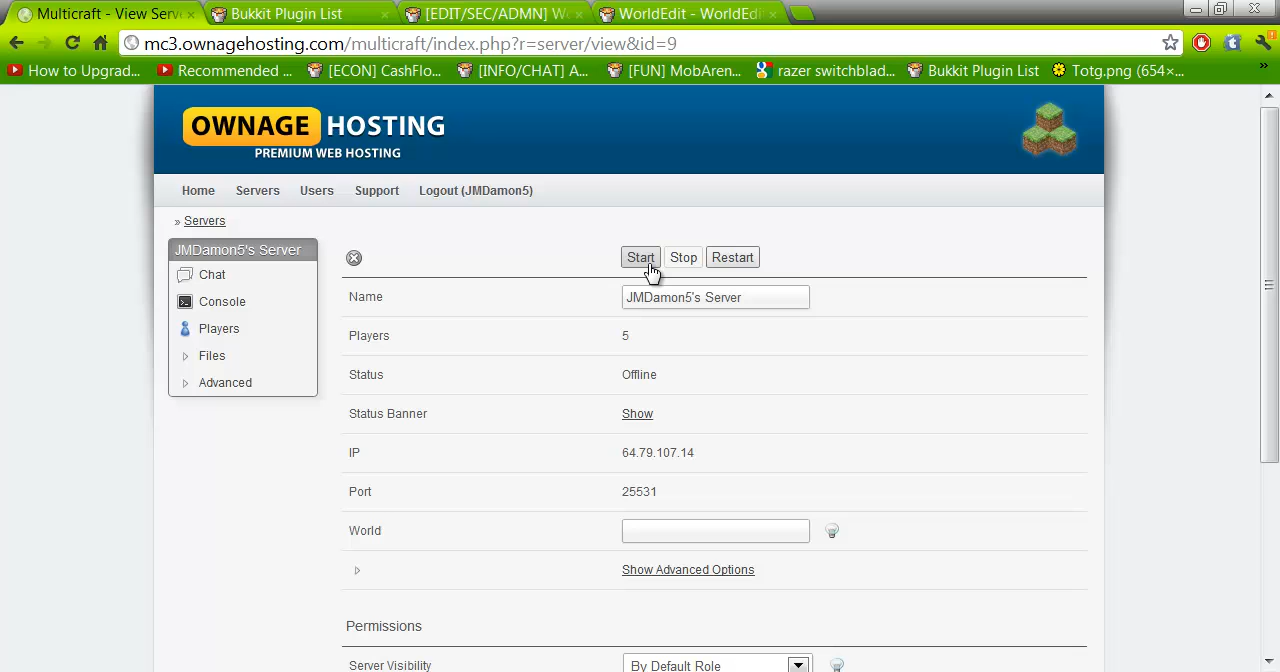 Multicraft - View Serv
Bukkit Plugin List
[EDIT/SEC/ADMN] W
WorldEdit - WorldEdi
mc3.ownagehosting.com/multicraft/index.php?r=server/view&id=9
How to Upgrad...
Recommended ...
[ECON] CashFlo...
[INFO/CHAT] A...
[FUN] MobAren...
razer switchblad...
Bukkit Plugin List
Totg.png (654×...
»
OWNAGE HOSTING
PREMIUM WEB HOSTING
Home Servers Users Support Logout (JMDamon5)
» Servers
JMDamon5's Server
Chat
Console
Players
Files
Advanced
Start Stop Restart
Name JMDamon5's Server
Players 5
Status Offline
Status Banner Show
IP 64.79.107.14
Port 25531
World
Show Advanced Options
Permissions
Server Visibility By Default Role